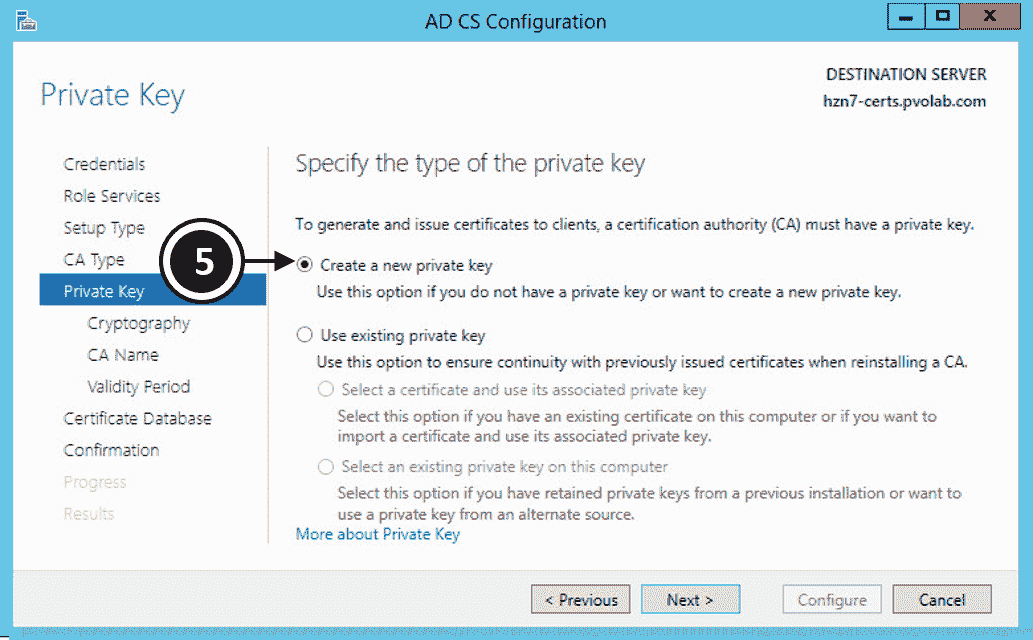 AD CS Configuration
Private Key
DESTINATION SERVER
hzn7-certs.pvolab.com
Credentials
Role Services
Setup Type
CA Type
Private Key
Cryptography
CA Name
Validity Period
Certificate Database
Confirmation
Progress
Results
5
Specify the type of the private key
To generate and issue certificates to clients, a certification authority (CA) must have a private key.
Create a new private key
Use this option if you do not have a private key or want to create a new private key.
Use existing private key
Use this option to ensure continuity with previously issued certificates when reinstalling a CA.
Select a certificate and use its associated private key
Select this option if you have an existing certificate on this computer or if you want to
import a certificate and use its associated private key.
Select an existing private key on this computer
Select this option if you have retained private keys from a previous installation or want to
use a private key from an alternate source.
More about Private Key
< Previous
Next >
Configure
Cancel